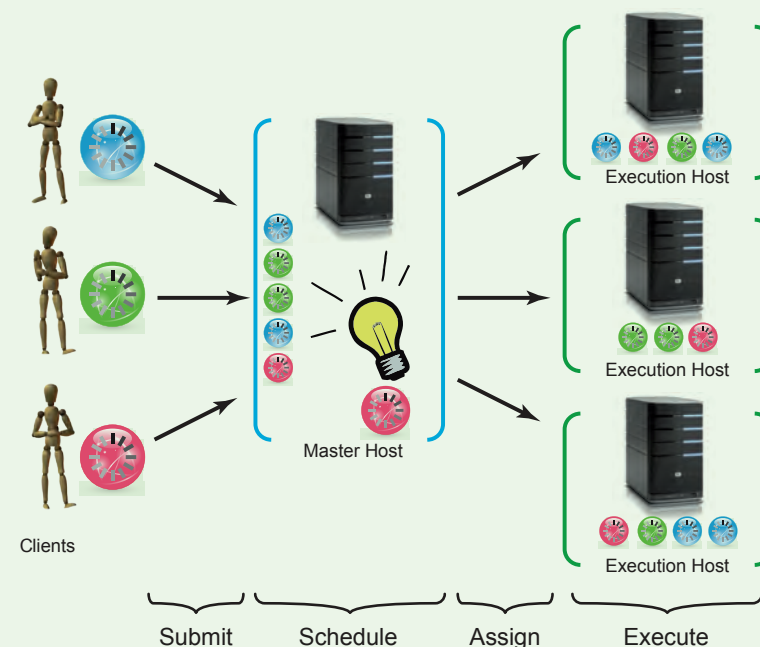 Execution Host
Master Host
Execution Host
Execution Host
Clients
Submit Schedule Assign Execute